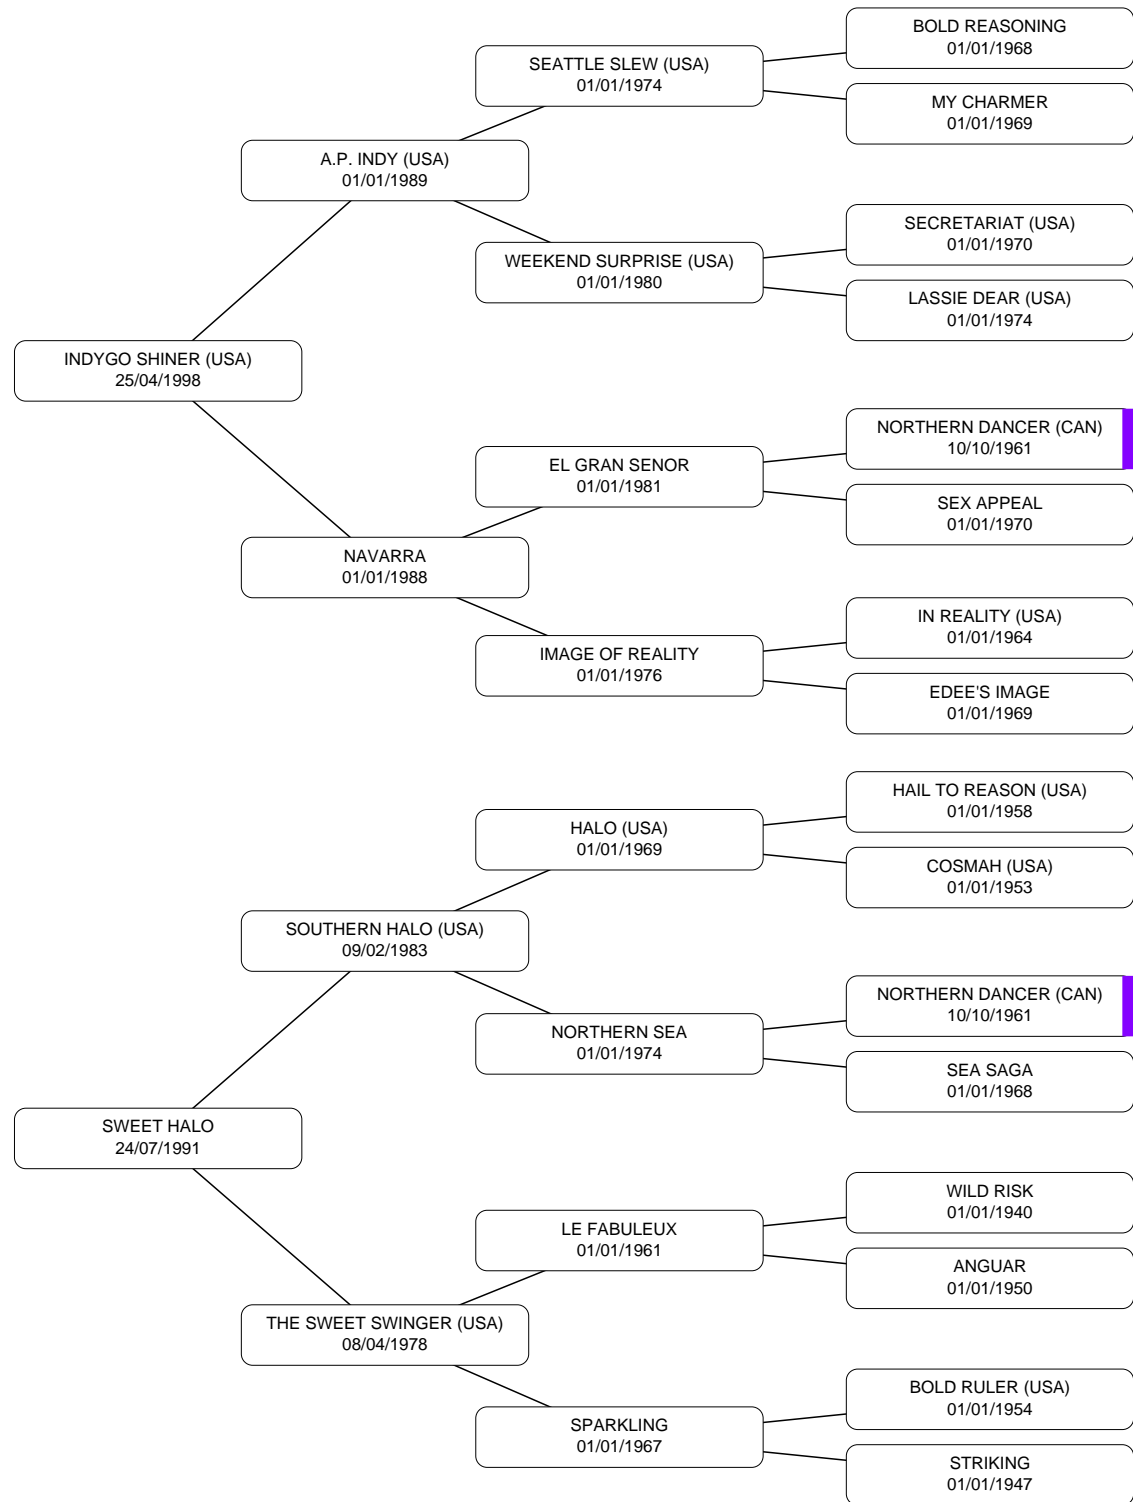 BOLD REASONING
01/01/1968
SEATTLE SLEW (USA)
01/01/1974
MY CHARMER
01/01/1969
A.P. INDY (USA)
01/01/1989
SECRETARIAT (USA)
01/01/1970
WEEKEND SURPRISE (USA)
01/01/1980
LASSIE DEAR (USA)
01/01/1974
INDYGO SHINER (USA)
25/04/1998
NORTHERN DANCER (CAN)
10/10/1961
EL GRAN SENOR
01/01/1981
SEX APPEAL
01/01/1970
NAVARRA
01/01/1988
IN REALITY (USA)
01/01/1964
IMAGE OF REALITY
01/01/1976
EDEE'S IMAGE
01/01/1969
HAIL TO REASON (USA)
01/01/1958
HALO (USA)
01/01/1969
COSMAH (USA)
01/01/1953
SOUTHERN HALO (USA)
09/02/1983
NORTHERN DANCER (CAN)
10/10/1961
NORTHERN SEA
01/01/1974
SEA SAGA
01/01/1968
SWEET HALO
24/07/1991
WILD RISK
01/01/1940
LE FABULEUX
01/01/1961
ANGUAR
01/01/1950
THE SWEET SWINGER (USA)
08/04/1978
BOLD RULER (USA)
01/01/1954
SPARKLING
01/01/1967
STRIKING
01/01/1947